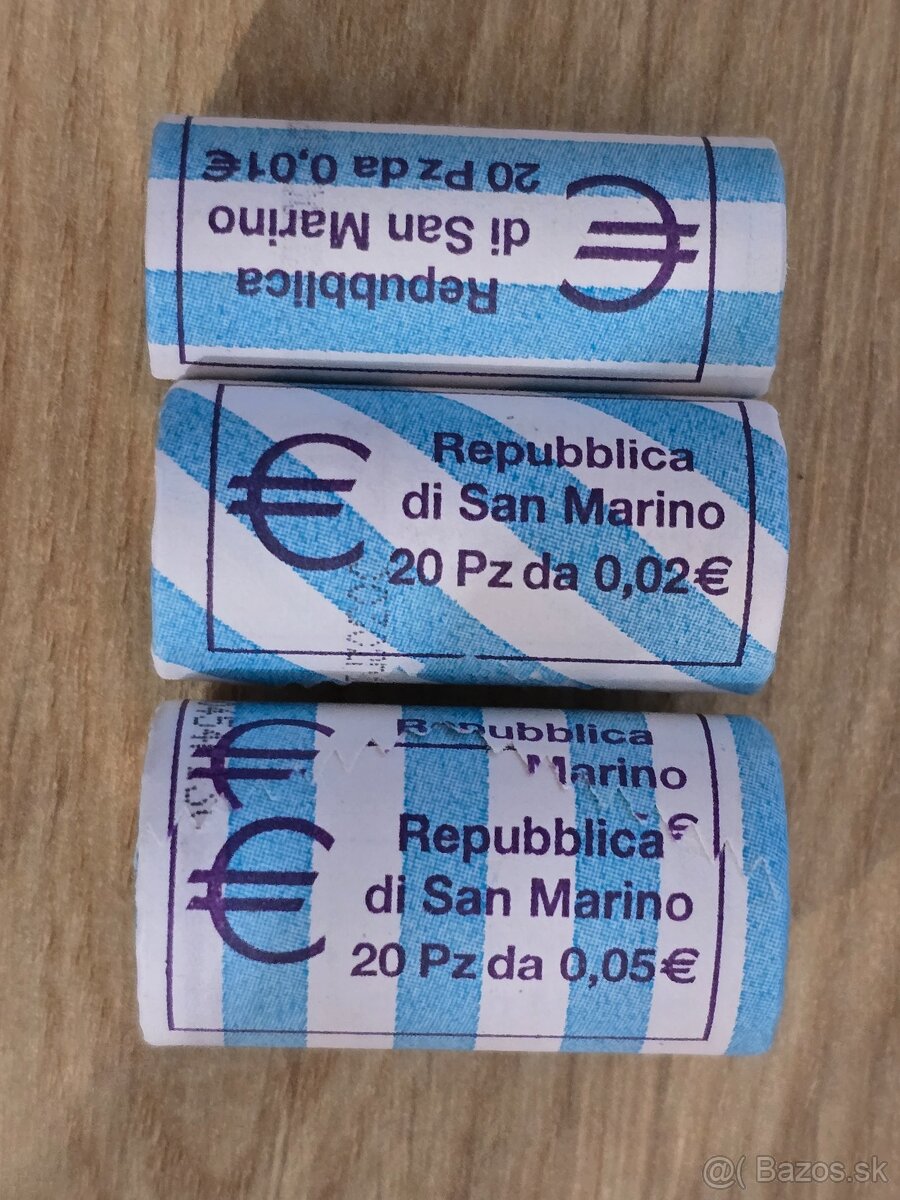 Repubblica
di San Marino
20 Pz da 0,01€
€
Repubblica
di San Marino
20 Pz da 0,02€
€
Repubblica
Marino
€
€
Repubblica
di San Marino
20 Pz da 0,05€
€
@( Bazos.sk